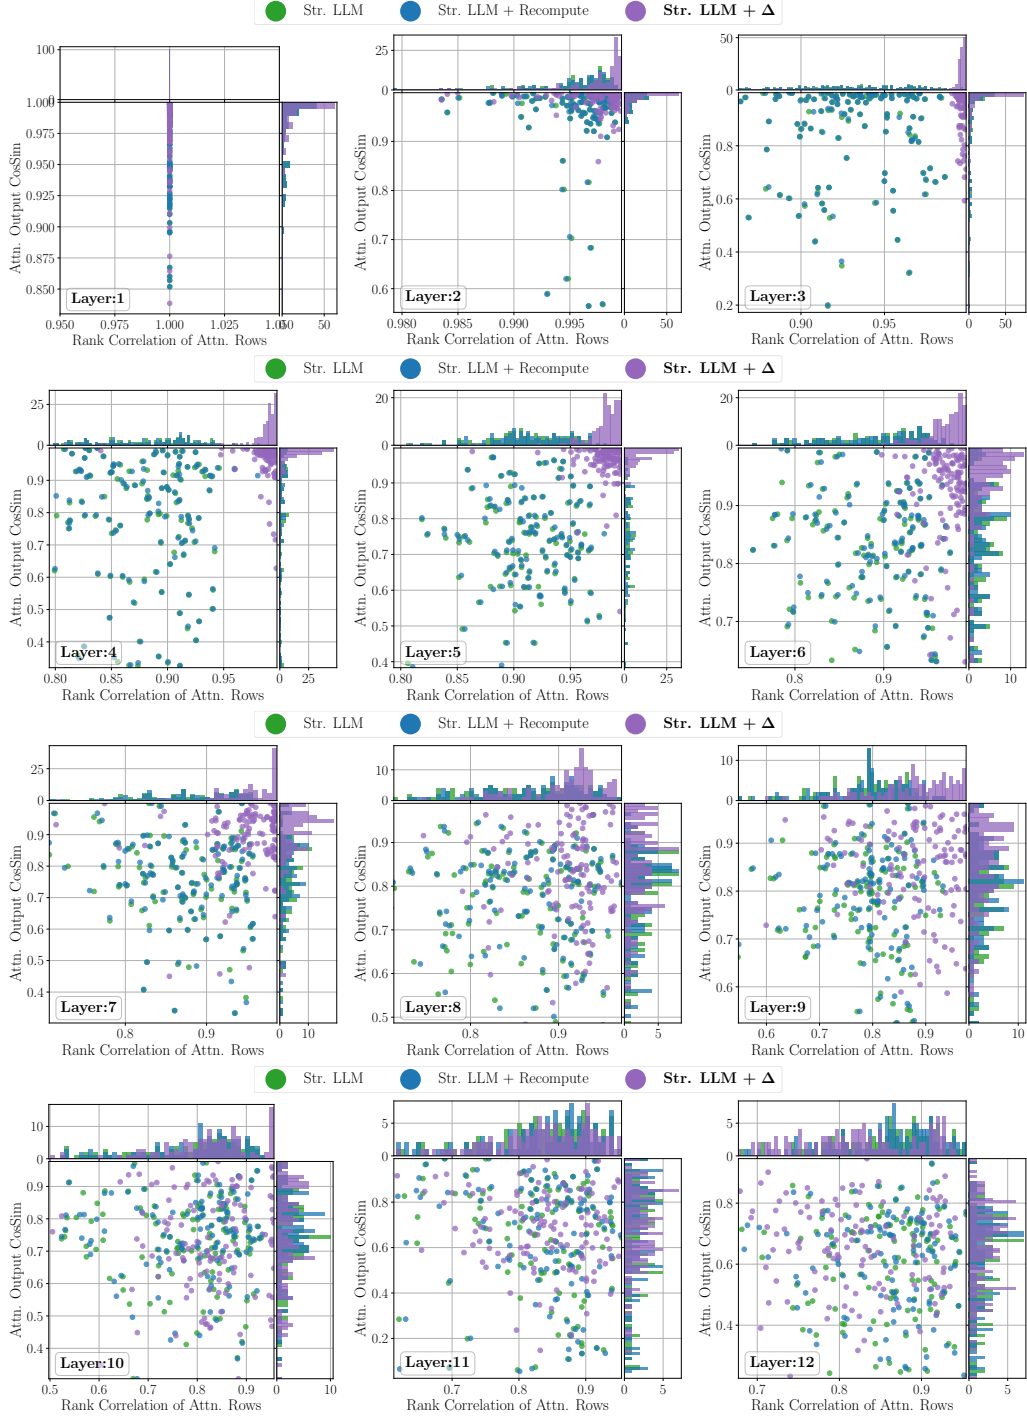 Str. LLM Str. LLM + Recompute Str. LLM + Δ
100
0
1.000
0.975
0.950
0.925
0.900
0.875
0.850
Attn. Output CosSim
Layer:1
0.950 0.975 1.000 1.025 50
Rank Correlation of Attn. Rows
25
0
0.9
0.8
0.7
0.6
Attn. Output CosSim
Layer:2
0.980 0.985 0.990 0.995 0 50
Rank Correlation of Attn. Rows
50
0
0.8
0.6
0.4
0.2
Attn. Output CosSim
Layer:3
0.90 0.95 0 50
Rank Correlation of Attn. Rows
Str. LLM Str. LLM + Recompute Str. LLM + Δ
25
0
0.9
0.8
0.7
0.6
0.5
0.4
Attn. Output CosSim
Layer:4
0.80 0.85 0.90 0.95 0 25
Rank Correlation of Attn. Rows
20
0
0.9
0.8
0.7
0.6
0.5
0.4
Attn. Output CosSim
Layer:5
0.80 0.85 0.90 0.95 0 25
Rank Correlation of Attn. Rows
20
0
0.9
0.8
0.7
Attn. Output CosSim
Layer:6
0.8 0.9 0 10
Rank Correlation of Attn. Rows
Str. LLM Str. LLM + Recompute Str. LLM + Δ
25
0
0.9
0.8
0.7
0.6
0.5
0.4
Attn. Output CosSim
Layer:7
0.8 0.9 0 10
Rank Correlation of Attn. Rows
10
0
0.9
0.8
0.7
0.6
0.5
Attn. Output CosSim
Layer:8
0.8 0.9 0 5
Rank Correlation of Attn. Rows
10
0
0.9
0.8
0.7
0.6
Attn. Output CosSim
Layer:9
0.6 0.7 0.8 0.9 0 10
Rank Correlation of Attn. Rows
Str. LLM Str. LLM + Recompute Str. LLM + Δ
10
0
0.9
0.8
0.7
0.6
0.5
0.4
Attn. Output CosSim
Layer:10
0.5 0.6 0.7 0.8 0.9 0 10
Rank Correlation of Attn. Rows
5
0
0.8
0.6
0.4
0.2
Attn. Output CosSim
Layer:11
0.7 0.8 0.9 0 5
Rank Correlation of Attn. Rows
5
0
0.8
0.6
0.4
Attn. Output CosSim
Layer:12
0.7 0.8 0.9 0 5
Rank Correlation of Attn. Rows